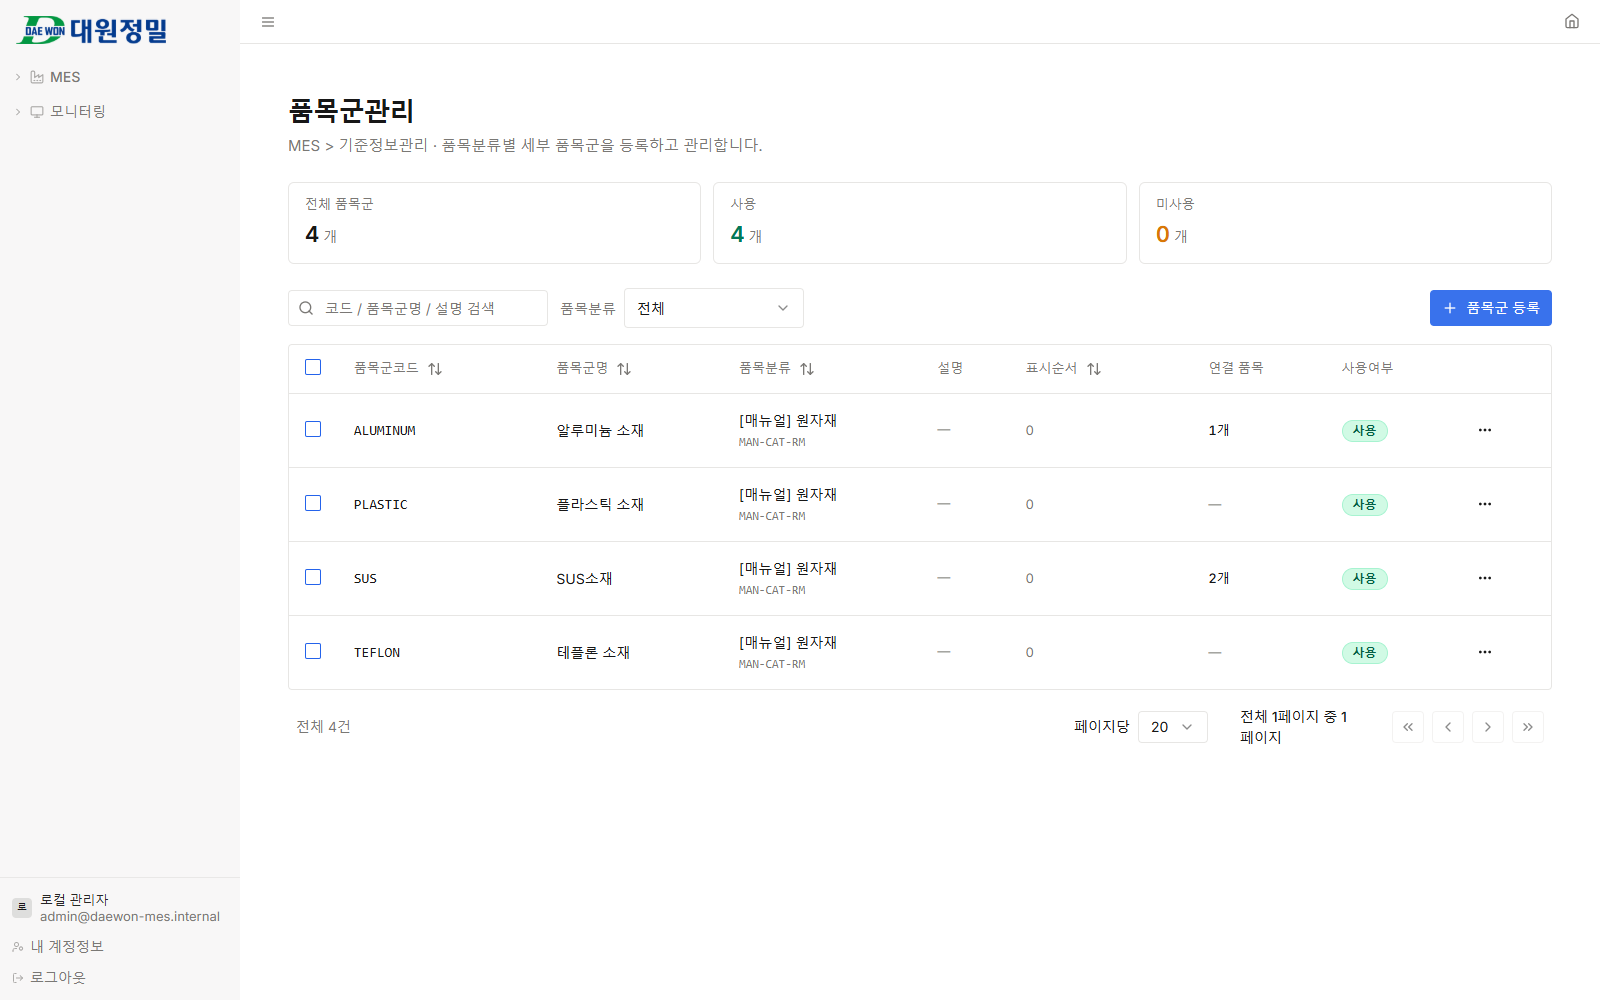 DAE WON 대원정밀
MES
모니터링
품목군관리
MES > 기준정보관리 · 품목분류별 세부 품목군을 등록하고 관리합니다.
전체 품목군
4 개
사용
4 개
미사용
0 개
코드 / 품목군명 / 설명 검색
품목분류
전체
품목군 등록
품목군코드 품목군명 품목분류 설명 표시순서 연결 품목 사용여부
ALUMINUM 알루미늄 소재 [매뉴얼] 원자재 — 0 1개 사용
MAN-CAT-RM
PLASTIC 플라스틱 소재 [매뉴얼] 원자재 — 0 — 사용
MAN-CAT-RM
SUS SUS소재 [매뉴얼] 원자재 — 0 2개 사용
MAN-CAT-RM
TEFLON 테플론 소재 [매뉴얼] 원자재 — 0 — 사용
MAN-CAT-RM
전체 4건
페이지당 20
전체 1페이지 중 1
페이지
로
로컬 관리자
admin@daewon-mes.internal
내 계정정보
로그아웃